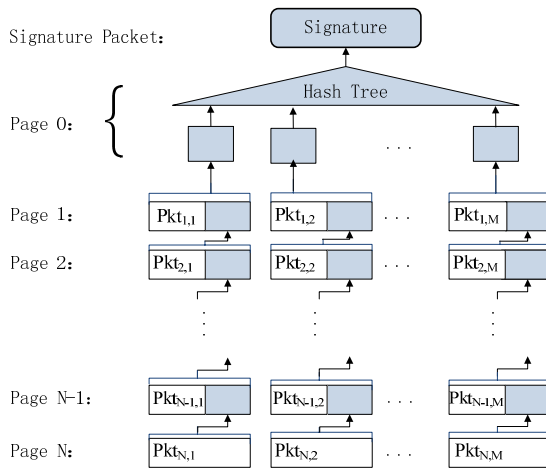 Signature Packet: Signature
Hash Tree
Page 0:
. . .
Page 1: Pkt1,1 Pkt1,2 . . . Pkt1,M
Page 2: Pkt2,1 Pkt2,2 . . . Pkt2,M
. . .
Page N-1: PktN-1,1 PktN-1,2 . . . PktN-1,M
Page N: PktN,1 PktN,2 . . . PktN,M